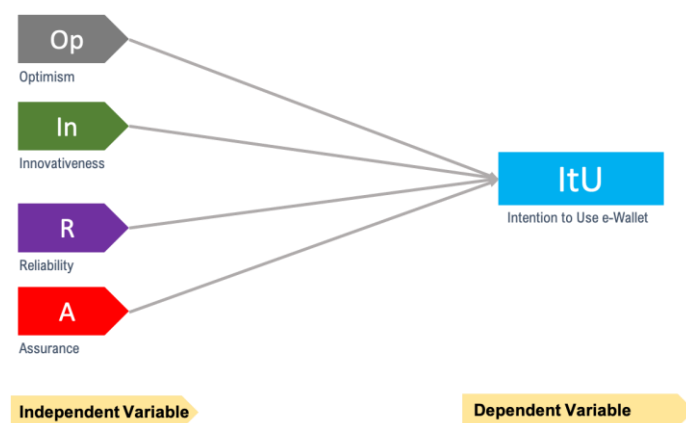 Op
Optimism
In
Innovativeness
R
Reliability
A
Assurance
ItU
Intention to Use e-Wallet
Independent Variable
Dependent Variable